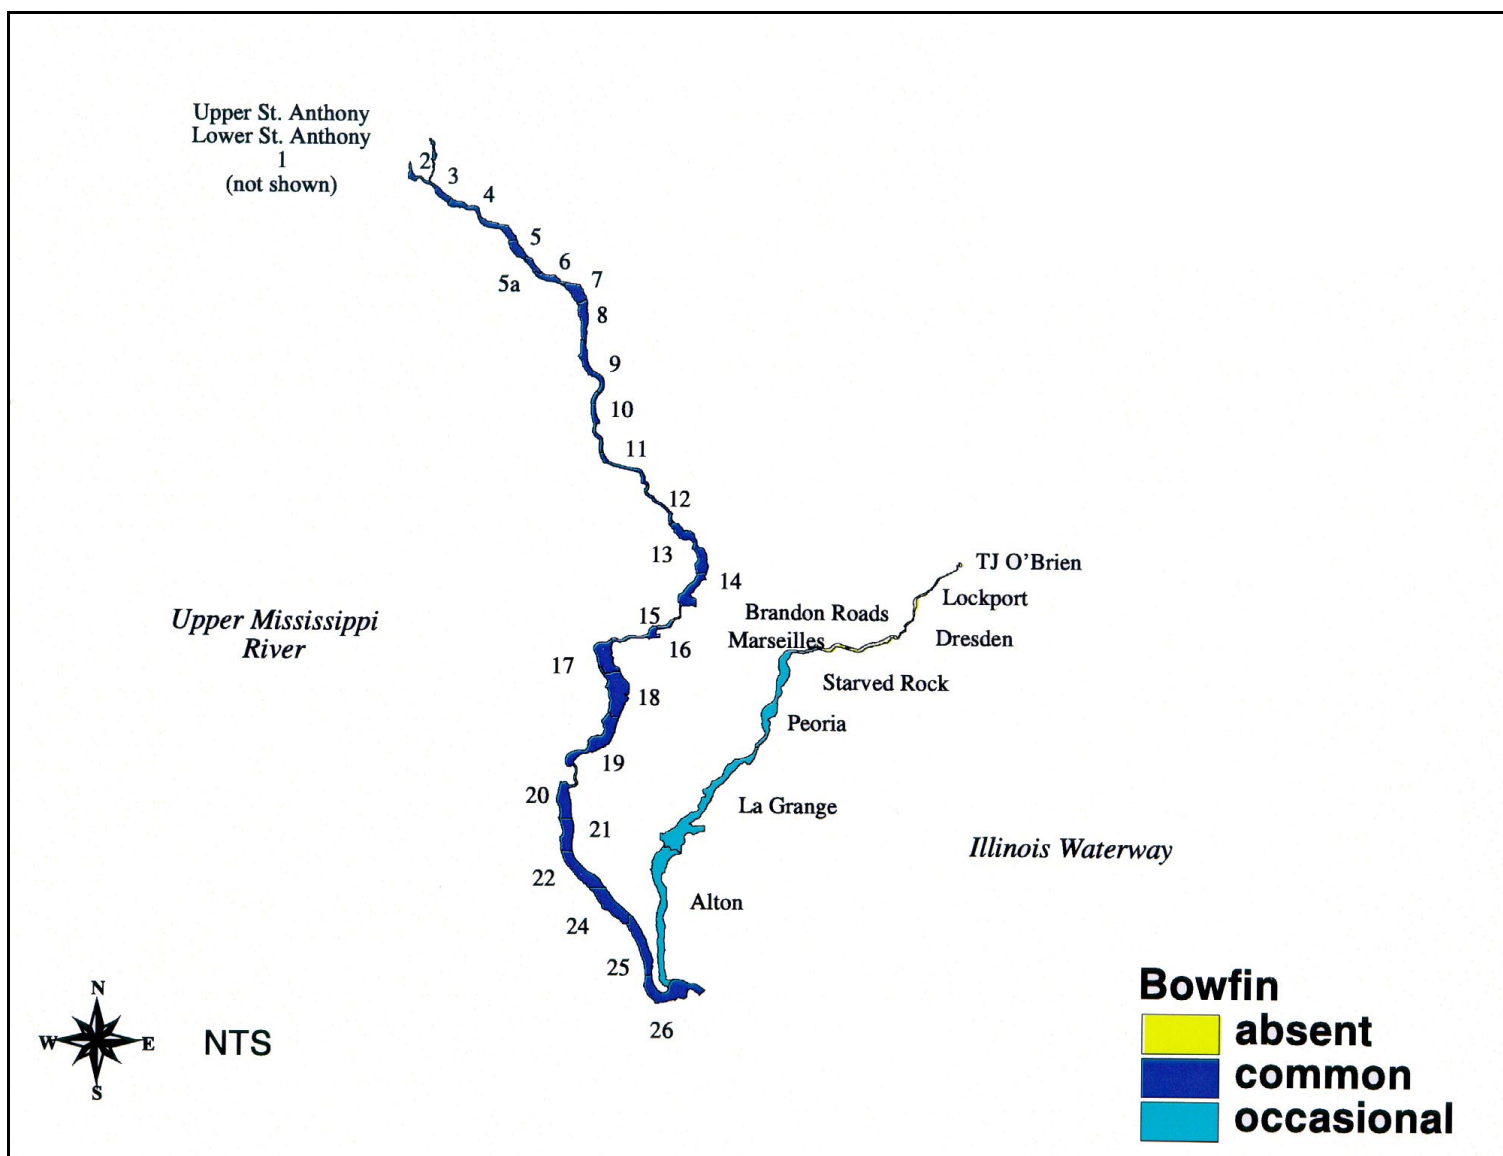 Upper St. Anthony
Lower St. Anthony
1
(not shown)
2
3
4
5
6
5a
7
8
9
10
11
12
13
14
TJ O'Brien
Lockport
Brandon Roads
15
Upper Mississippi
River
Marseilles
Dresden
16
17
Starved Rock
18
Peoria
19
20
La Grange
21
Illinois Waterway
22
Alton
24
25
26
N
W
E
S
NTS
Bowfin
absent
common
occasional